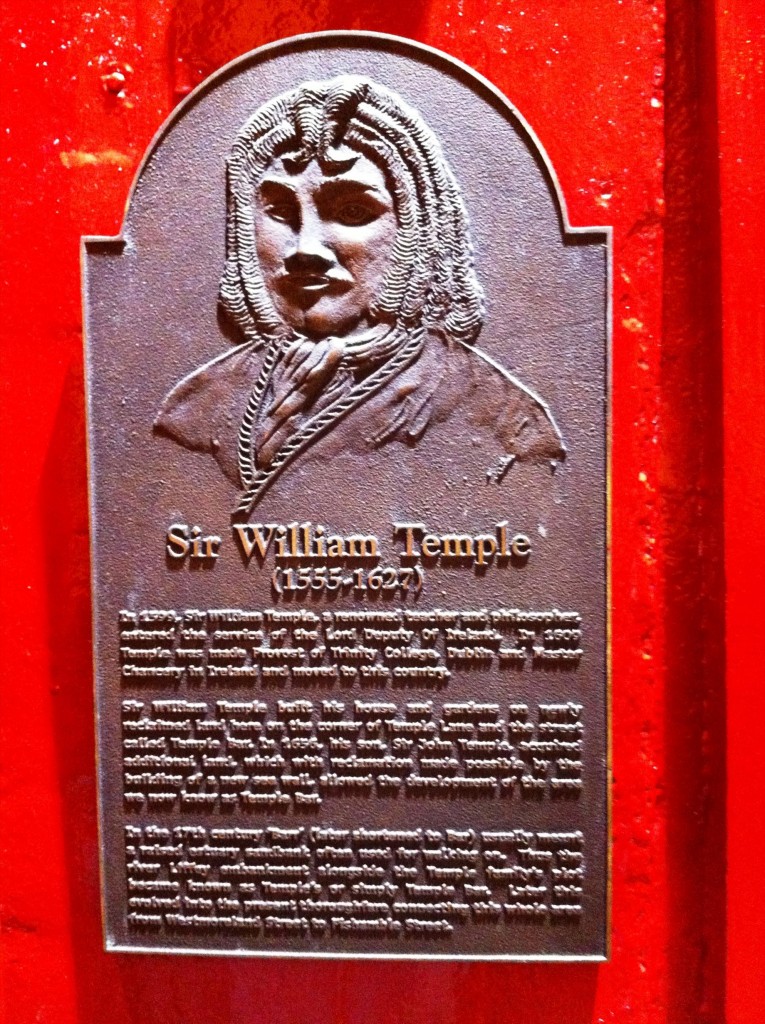 Sir William Temple
(1555-1627)
In 1599, Sir William Temple, a renowned teacher and philosopher,
entered the service of the Lord Deputy Of Ireland. In 1609
Temple was made Provost of Trinity College, Dublin and Master
Chancery in Ireland and moved to this country.
Sir William Temple built his house and gardens on newly
reclaimed land here on the corner of Temple Lane and the street
called Temple Bar. In 1656, his son, Sir John Temple, acquired
additional land, which with reclamation made possible by the
building of a new sea wall, allowed the development of the area
we now know as Temple Bar.
In the 17th century 'Barr' (later shortened to Bar) usually meant
a raised estuary sandbank often used for walking on. Thus the
river Liffey embankment alongside the Temple family's plot
became known as Temple's or simply Temple Bar. Later this
evolved into the present thoroughfare connecting this whole area
from Westmoreland Street to Fishamble Street.